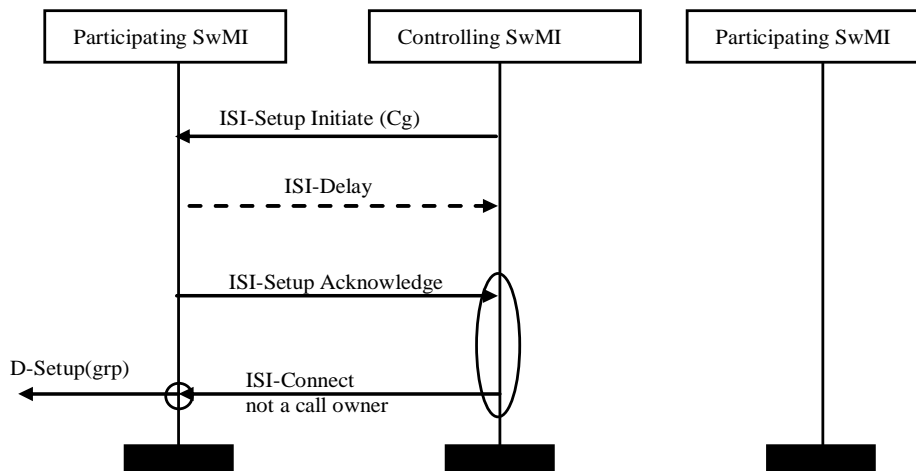 Participating SwMI
Controlling SwMI
Participating SwMI
ISI-Setup Initiate (Cg)
ISI-Delay
ISI-Setup Acknowledge
D-Setup(grp)
ISI-Connect
not a call owner